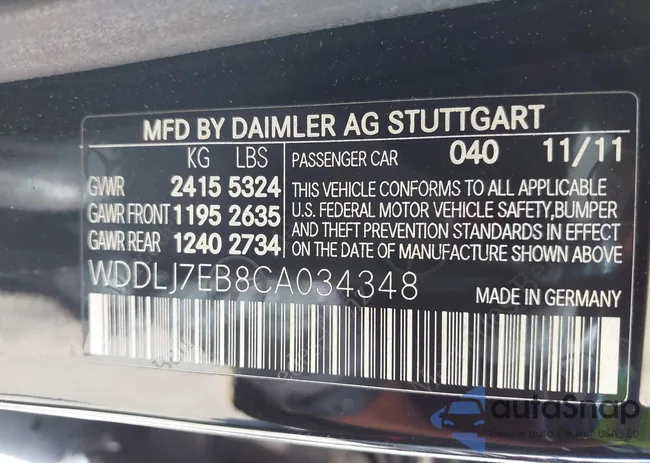 MFD BY DAIMLER AG STUTTGART
KG LBS
GVWR 2415 5324
GAWR FRONT 1195 2635
GAWR REAR 1240 2734
PASSENGER CAR 040 11/11
THIS VEHICLE CONFORMS TO ALL APPLICABLE
U.S. FEDERAL MOTOR VEHICLE SAFETY,BUMPER
AND THEFT PREVENTION STANDARDS IN EFFECT
ON THE DATE OF MANUFACTURE SHOWN ABOVE
WDDLJ7EB8CA034348
MADE IN GERMANY
autoSnap